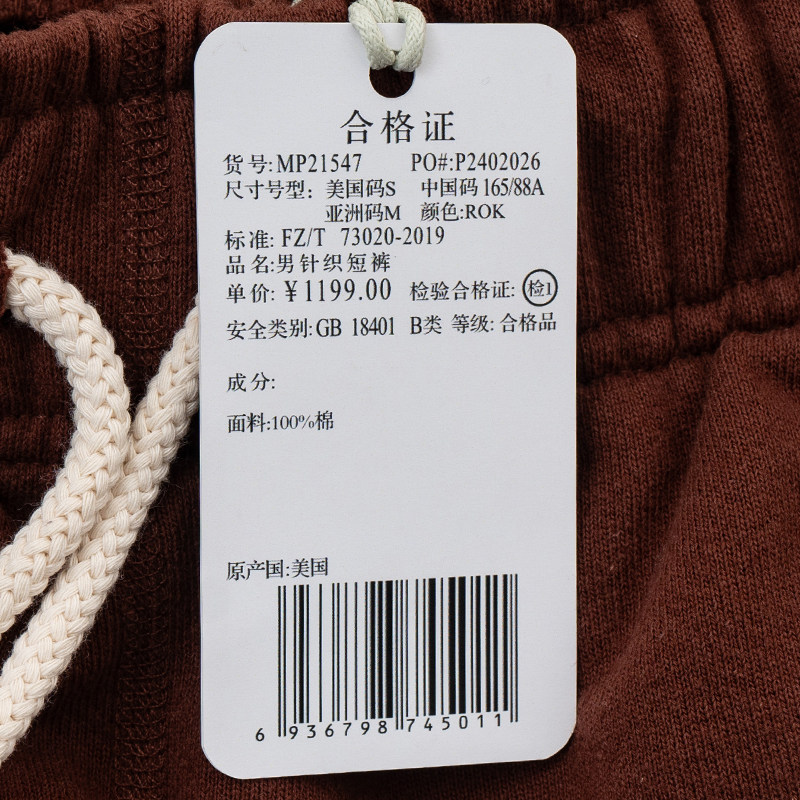 合格证
货号:MP21547 PO#:P2402026
尺寸号型: 美国码S 中国码 165/88A
亚洲码M 颜色:ROK
标准: FZ/T 73020-2019
品名:男针织短裤
单价: ¥1199.00 检验合格证: 检1
安全类别:GB 18401 B类 等级: 合格品
成分:
面料:100%棉
原产国:美国
6 936798 745011